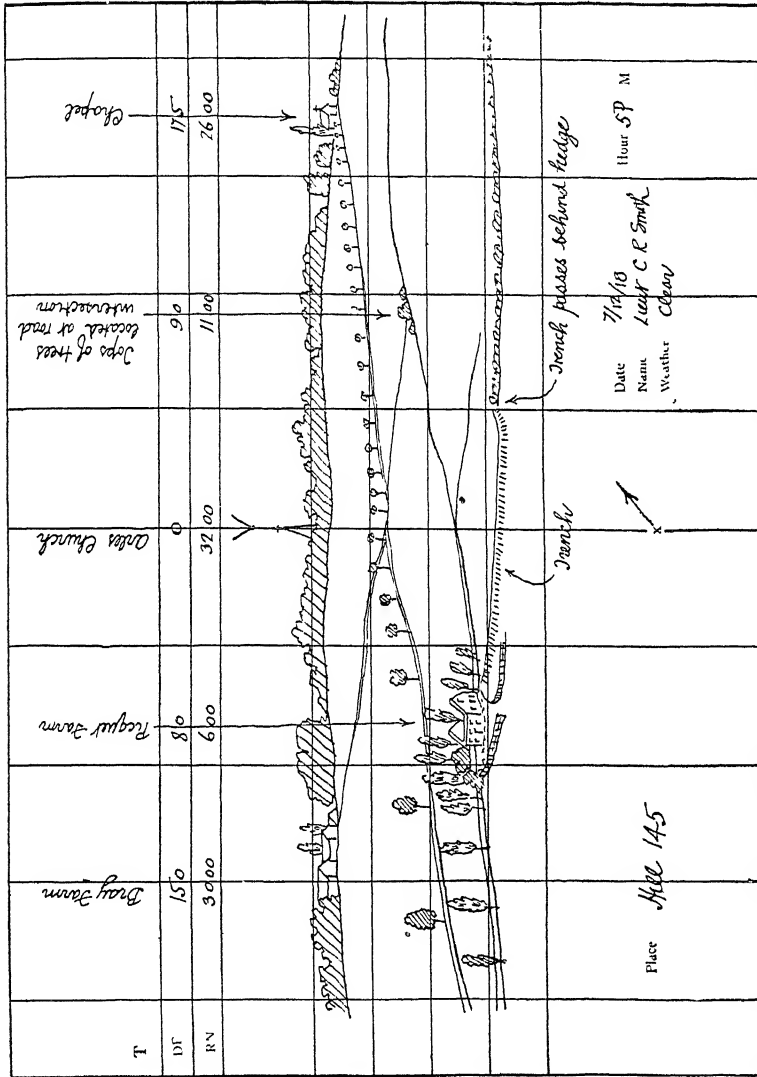 T
Bray Farm
Farm
Arles Church
Tops of trees
located at road
intersection
Chapel
DF 150 80 0 90 175
RN 3000 600 3200 1100 2600
Trench
Trench passes behind hedge
x
Place Hill 145
Date 7/12/18 Hour 5P M
Name Lieut C R Smith
Weather Clear